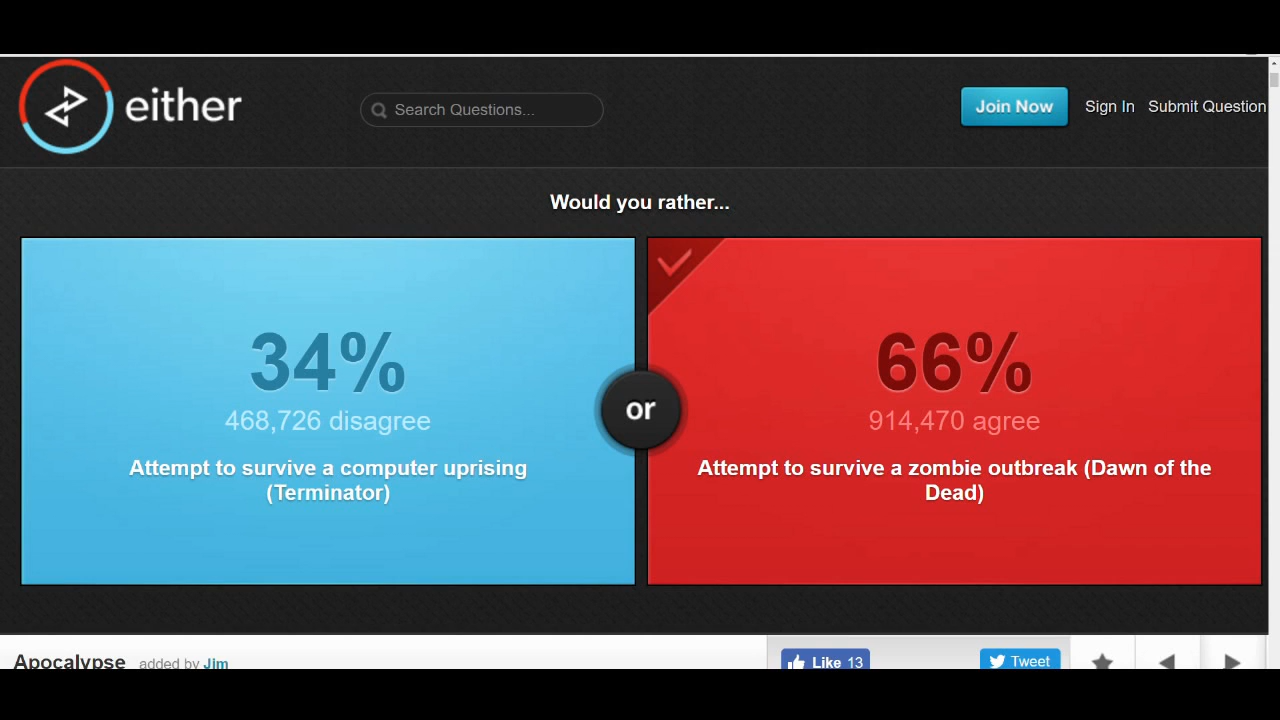 either
Search Questions...
Join Now
Sign In
Submit Question
Would you rather...
34%
468,726 disagree
Attempt to survive a computer uprising
(Terminator)
or
66%
914,470 agree
Attempt to survive a zombie outbreak (Dawn of the
Dead)
Apocalypse added by Jim
Like 13
Tweet